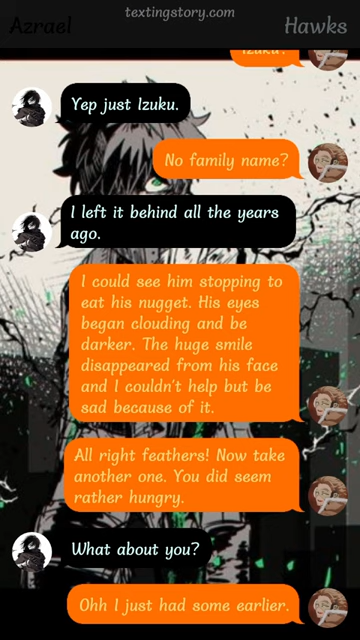 textingstory.com
Azrael
Hawks
Izuku?
Yep just Izuku.
No family name?
I left it behind all the years
ago.
I could see him stopping to
eat his nugget. His eyes
began clouding and be
darker. The huge smile
disappeared from his face
and I couldn't help but be
sad because of it.
All right feathers! Now take
another one. You did seem
rather hungry.
What about you?
Ohh I just had some earlier.